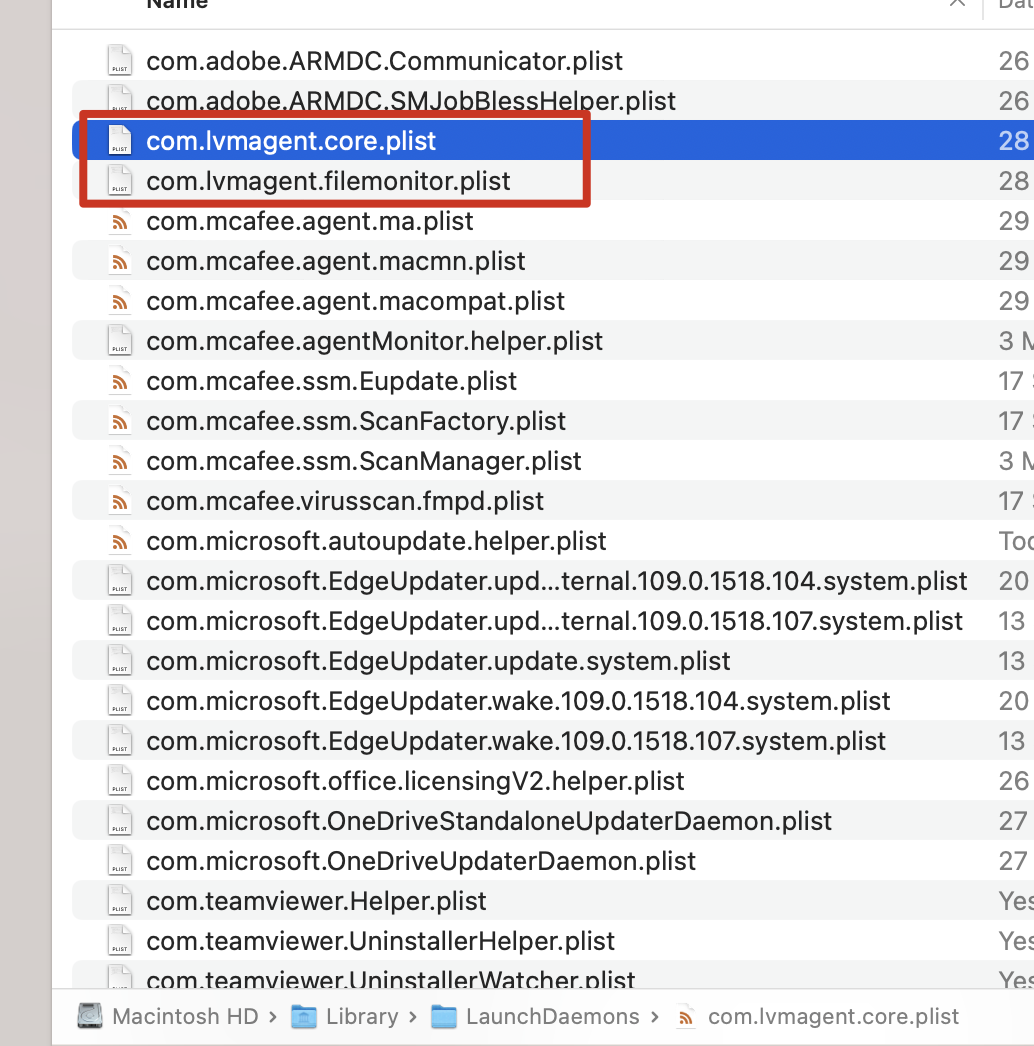 Name
com.adobe.ARMDC.Communicator.plist 26
com.adobe.ARMDC.SMJobBlessHelper.plist 26
com.lvmagent.core.plist 28
com.lvmagent.filemonitor.plist 28
com.mcafee.agent.ma.plist 29
com.mcafee.agent.macmn.plist 29
com.mcafee.agent.macompat.plist 29
com.mcafee.agentMonitor.helper.plist 3
com.mcafee.ssm.Eupdate.plist 17
com.mcafee.ssm.ScanFactory.plist 17
com.mcafee.ssm.ScanManager.plist 3
com.mcafee.virusscan.fmpd.plist 17
com.microsoft.autoupdate.helper.plist
com.microsoft.EdgeUpdater.upd...ternal.109.0.1518.104.system.plist 20
com.microsoft.EdgeUpdater.upd...ternal.109.0.1518.107.system.plist 13
com.microsoft.EdgeUpdater.update.system.plist 13
com.microsoft.EdgeUpdater.wake.109.0.1518.104.system.plist 20
com.microsoft.EdgeUpdater.wake.109.0.1518.107.system.plist 13
com.microsoft.office.licensingV2.helper.plist 26
com.microsoft.OneDriveStandaloneUpdaterDaemon.plist 27
com.microsoft.OneDriveUpdaterDaemon.plist 27
com.teamviewer.Helper.plist
com.teamviewer.UninstallerHelper.plist
com.teamviewer.UninstallerWatcher.plist
Macintosh HD › Library › LaunchDaemons › com.lvmagent.core.plist